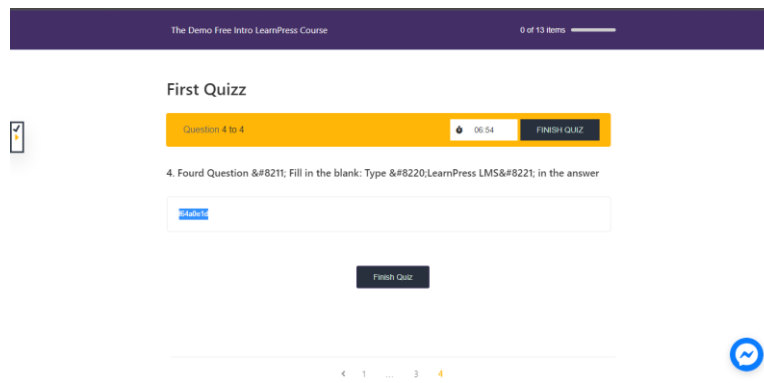 The Demo Free Intro LearnPress Course 0 of 13 items
First Quizz
Question 4 to 4 06:54 FINISH QUIZ
4. Fourd Question &#8211; Fill in the blank: Type &#8220;LearnPress LMS&#8221; in the answer
f64a0e1d
Finish Quiz
< 1 ... 3 4